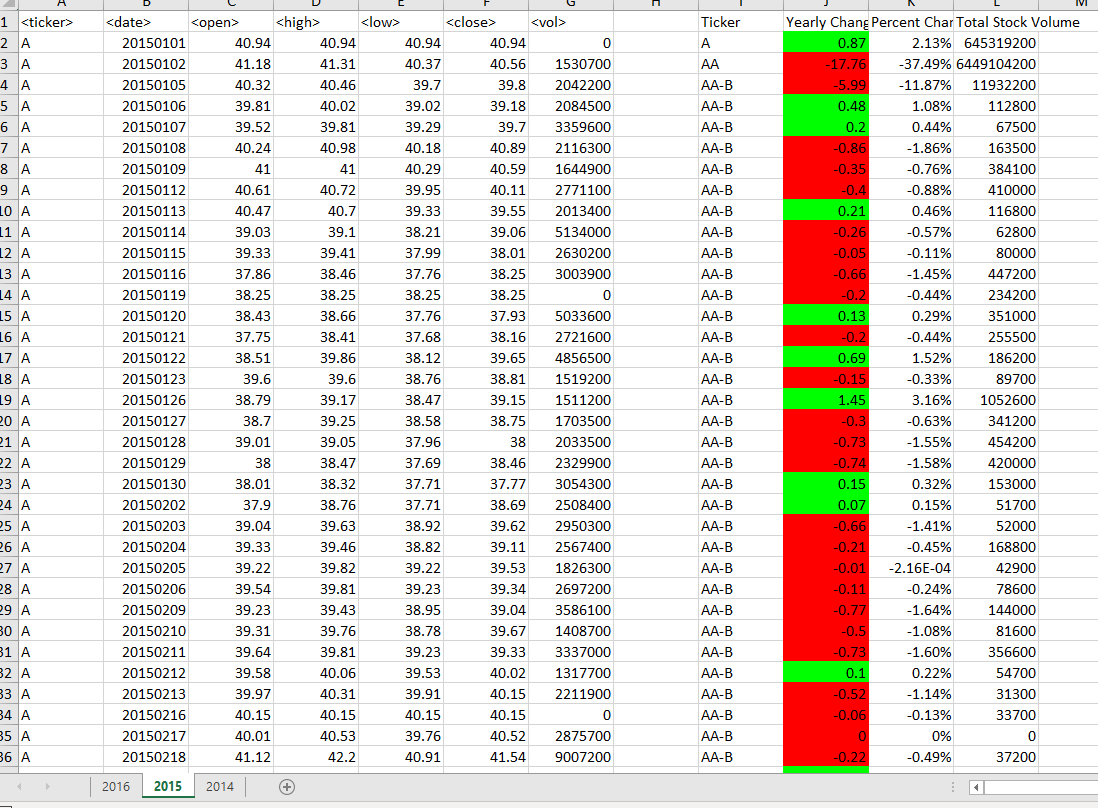 A B C D E F G H I J K L M
1 <ticker> <date> <open> <high> <low> <close> <vol> Ticker Yearly Chang Percent Char Total Stock Volume
2 A 20150101 40.94 40.94 40.94 40.94 0 A 0.87 2.13% 645319200
3 A 20150102 41.18 41.31 40.37 40.56 1530700 AA -17.76 -37.49% 6449104200
4 A 20150105 40.32 40.46 39.7 39.8 2042200 AA-B -5.99 -11.87% 11932200
5 A 20150106 39.81 40.02 39.02 39.18 2084500 AA-B 0.48 1.08% 112800
6 A 20150107 39.52 39.81 39.29 39.7 3359600 AA-B 0.2 0.44% 67500
7 A 20150108 40.24 40.98 40.18 40.89 2116300 AA-B -0.86 -1.86% 163500
8 A 20150109 41 41 40.29 40.59 1644900 AA-B -0.35 -0.76% 384100
9 A 20150112 40.61 40.72 39.95 40.11 2771100 AA-B -0.4 -0.88% 410000
10 A 20150113 40.47 40.7 39.33 39.55 2013400 AA-B 0.21 0.46% 116800
11 A 20150114 39.03 39.1 38.21 39.06 5134000 AA-B -0.26 -0.57% 62800
12 A 20150115 39.33 39.41 37.99 38.01 2630200 AA-B -0.05 -0.11% 80000
13 A 20150116 37.86 38.46 37.76 38.25 3003900 AA-B -0.66 -1.45% 447200
14 A 20150119 38.25 38.25 38.25 38.25 0 AA-B -0.2 -0.44% 234200
15 A 20150120 38.43 38.66 37.76 37.93 5033600 AA-B 0.13 0.29% 351000
16 A 20150121 37.75 38.41 37.68 38.16 2721600 AA-B -0.2 -0.44% 255500
17 A 20150122 38.51 39.86 38.12 39.65 4856500 AA-B 0.69 1.52% 186200
18 A 20150123 39.6 39.6 38.76 38.81 1519200 AA-B -0.15 -0.33% 89700
19 A 20150126 38.79 39.17 38.47 39.15 1511200 AA-B 1.45 3.16% 1052600
20 A 20150127 38.7 39.25 38.58 38.75 1703500 AA-B -0.3 -0.63% 341200
21 A 20150128 39.01 39.05 37.96 38 2033500 AA-B -0.73 -1.55% 454200
22 A 20150129 38 38.47 37.69 38.46 2329900 AA-B -0.74 -1.58% 420000
23 A 20150130 38.01 38.32 37.71 37.77 3054300 AA-B 0.15 0.32% 153000
24 A 20150202 37.9 38.76 37.71 38.69 2508400 AA-B 0.07 0.15% 51700
25 A 20150203 39.04 39.63 38.92 39.62 2950300 AA-B -0.66 -1.41% 52000
26 A 20150204 39.33 39.46 38.82 39.11 2567400 AA-B -0.21 -0.45% 168800
27 A 20150205 39.22 39.82 39.22 39.53 1826300 AA-B -0.01 -2.16E-04 42900
28 A 20150206 39.54 39.81 39.23 39.34 2697200 AA-B -0.11 -0.24% 78600
29 A 20150209 39.23 39.43 38.95 39.04 3586100 AA-B -0.77 -1.64% 144000
30 A 20150210 39.31 39.76 38.78 39.67 1408700 AA-B -0.5 -1.08% 81600
31 A 20150211 39.64 39.81 39.23 39.33 3337000 AA-B -0.73 -1.60% 356600
32 A 20150212 39.58 40.06 39.53 40.02 1317700 AA-B 0.1 0.22% 54700
33 A 20150213 39.97 40.31 39.91 40.15 2211900 AA-B -0.52 -1.14% 31300
34 A 20150216 40.15 40.15 40.15 40.15 0 AA-B -0.06 -0.13% 33700
35 A 20150217 40.01 40.53 39.76 40.52 2875700 AA-B 0 0% 0
36 A 20150218 41.12 42.2 40.91 41.54 9007200 AA-B -0.22 -0.49% 37200
2016 2015 2014